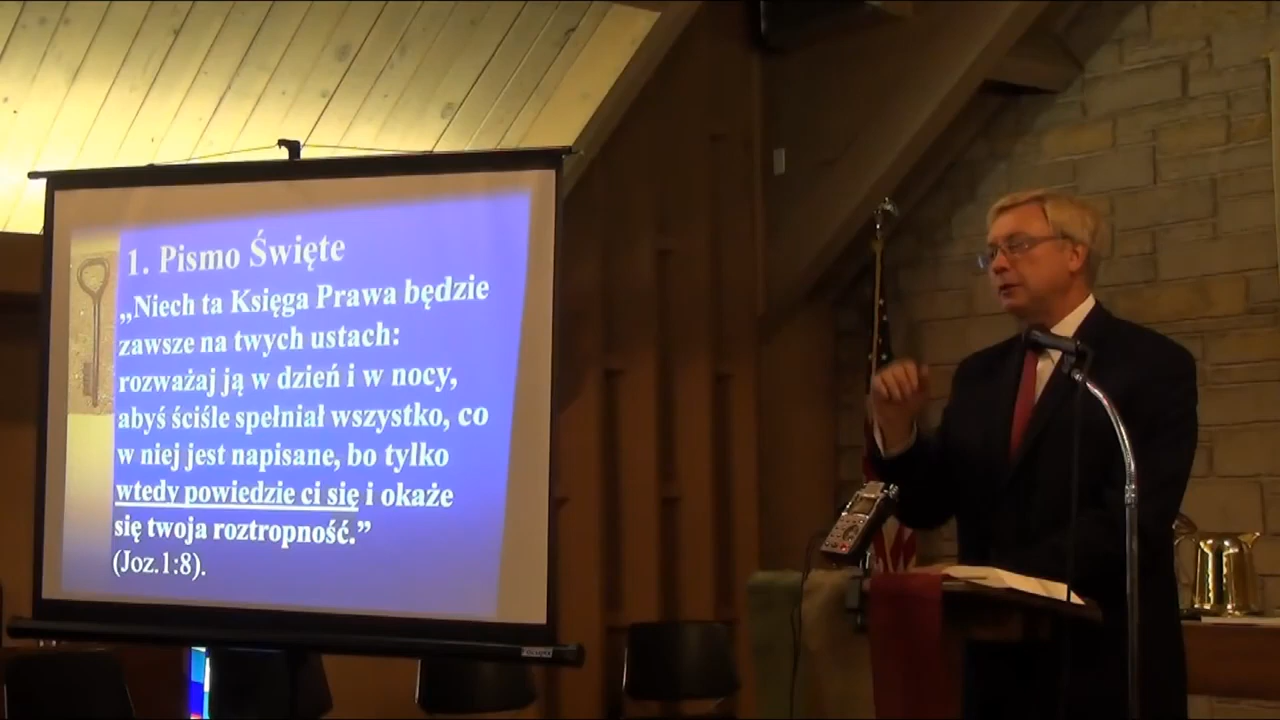 1. Pismo Święte
„Niech ta Księga Prawa będzie
zawsze na twych ustach:
rozważaj ją w dzień i w nocy,
abyś ściśle spełniał wszystko, co
w niej jest napisane, bo tylko
wtedy powiedzie ci się i okaże
się twoja roztropność.”
(Joz.1:8).